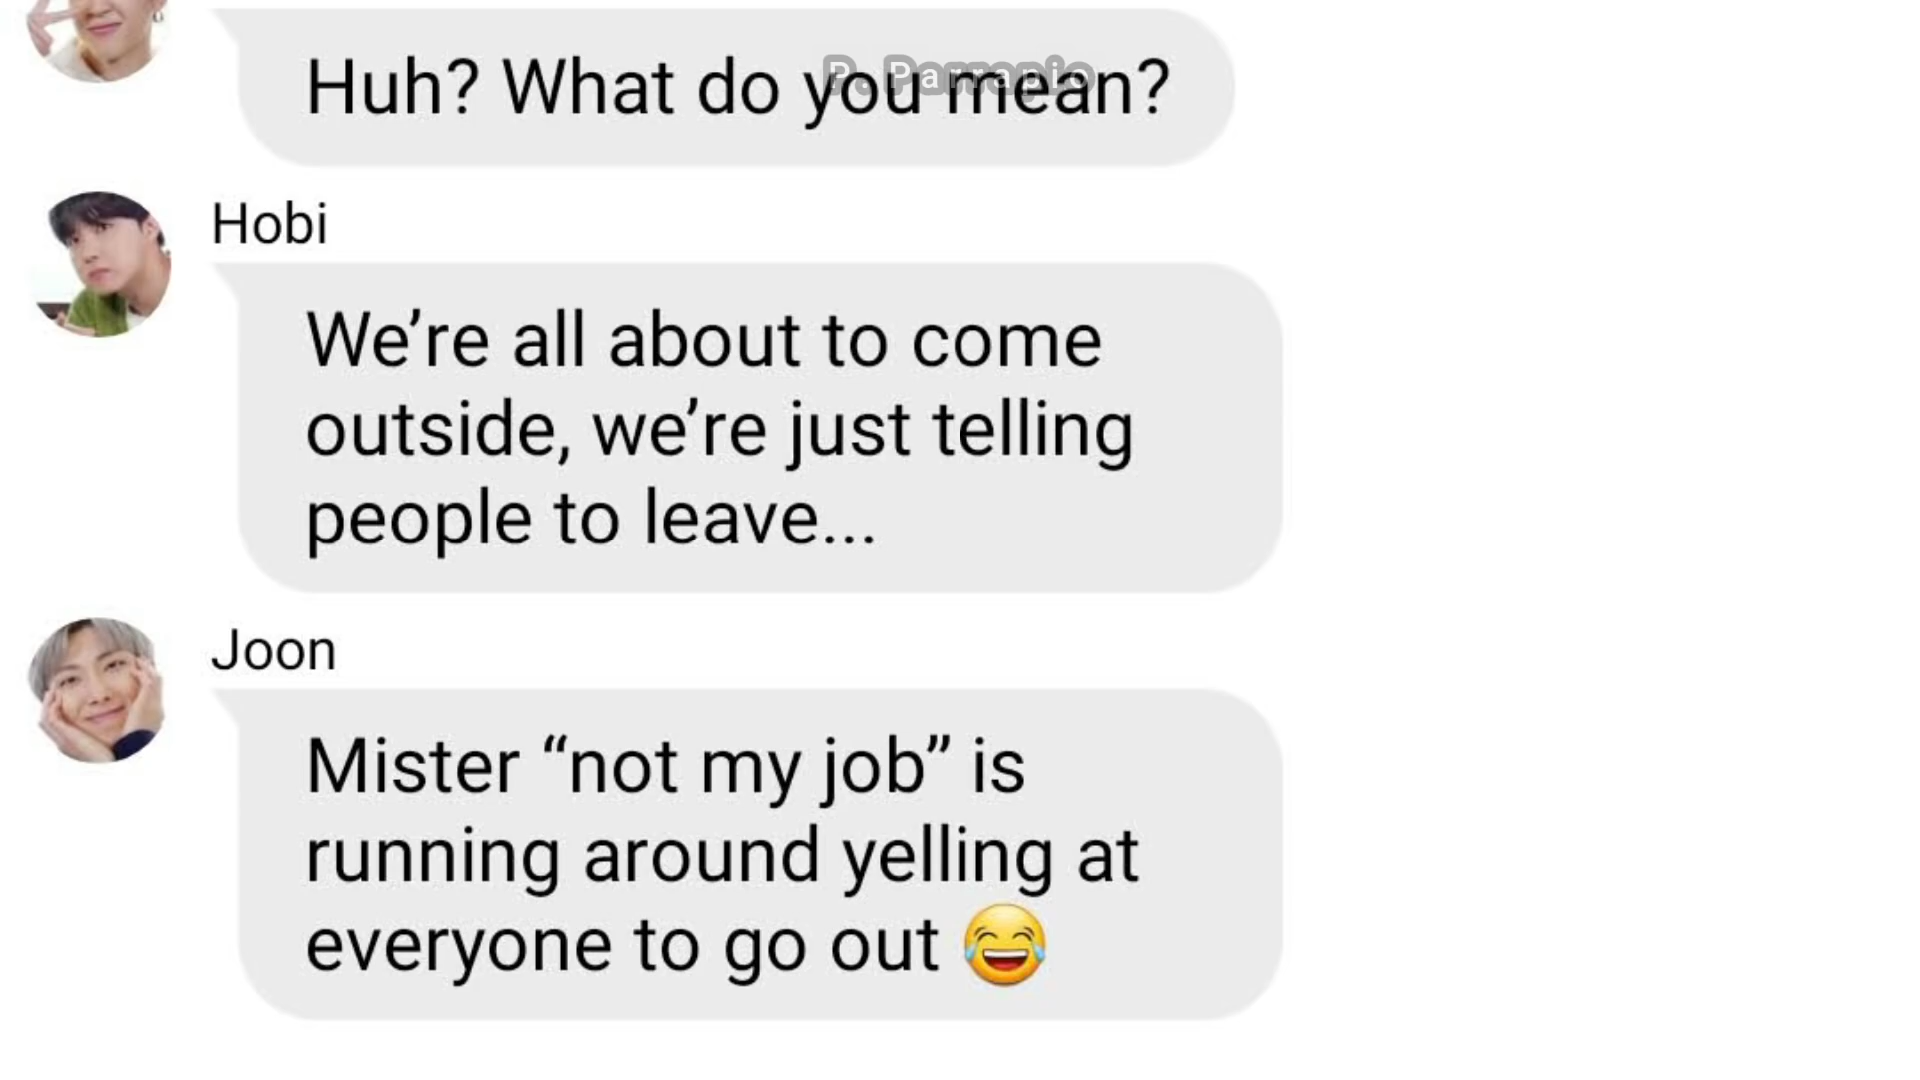 Huh? What do you mean?
P. Parrapio
Hobi
We’re all about to come
outside, we’re just telling
people to leave...
Joon
Mister “not my job” is
running around yelling at
everyone to go out 😂